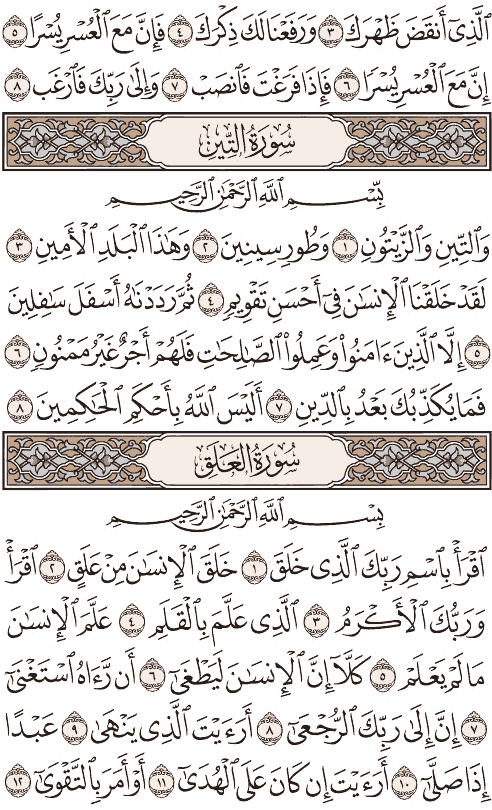 ٱلَّذِىٓ أَنقَضَ ظَهْرَكَ ٣ وَرَفَعْنَا لَكَ ذِكْرَكَ ٤ فَإِنَّ مَعَ ٱلْعُسْرِ يُسْرًا ٥
إِنَّ مَعَ ٱلْعُسْرِ يُسْرًا ٦ فَإِذَا فَرَغْتَ فَٱنصَبْ ٧ وَإِلَىٰ رَبِّكَ فَٱرْغَب ٨
سُورَةُ التِّينِ
بِسْمِ ٱللَّهِ ٱلرَّحْمَٰنِ ٱلرَّحِيمِ
وَٱلتِّينِ وَٱلزَّيْتُونِ ١ وَطُورِ سِينِينَ ٢ وَهَٰذَا ٱلْبَلَدِ ٱلْأَمِينِ ٣
لَقَدْ خَلَقْنَا ٱلْإِنسَٰنَ فِىٓ أَحْسَنِ تَقْوِيمٍ ٤ ثُمَّ رَدَدْنَٰهُ أَسْفَلَ سَٰفِلِينَ
٥ إِلَّا ٱلَّذِينَ ءَامَنُوا۟ وَعَمِلُوا۟ ٱلصَّٰلِحَٰتِ فَلَهُمْ أَجْرٌ غَيْرُ مَمْنُونٍ ٦
فَمَا يُكَذِّبُكَ بَعْدُ بِٱلدِّينِ ٧ أَلَيْسَ ٱللَّهُ بِأَحْكَمِ ٱلْحَٰكِمِينَ ٨
سُورَةُ العَلَقِ
بِسْمِ ٱللَّهِ ٱلرَّحْمَٰنِ ٱلرَّحِيمِ
ٱقْرَأْ بِٱسْمِ رَبِّكَ ٱلَّذِى خَلَقَ ١ خَلَقَ ٱلْإِنسَٰنَ مِنْ عَلَقٍ ٢ ٱقْرَأْ
وَرَبُّكَ ٱلْأَكْرَمُ ٣ ٱلَّذِى عَلَّمَ بِٱلْقَلَمِ ٤ عَلَّمَ ٱلْإِنسَٰنَ
مَا لَمْ يَعْلَمْ ٥ كَلَّآ إِنَّ ٱلْإِنسَٰنَ لَيَطْغَىٰٓ ٦ أَن رَّءَاهُ ٱسْتَغْنَىٰٓ
٧ إِنَّ إِلَىٰ رَبِّكَ ٱلرُّجْعَىٰٓ ٨ أَرَءَيْتَ ٱلَّذِى يَنْهَىٰ ٩ عَبْدًا
إِذَا صَلَّىٰٓ ١٠ أَرَءَيْتَ إِن كَانَ عَلَى ٱلْهُدَىٰٓ ١١ أَوْ أَمَرَ بِٱلتَّقْوَىٰٓ ١٢